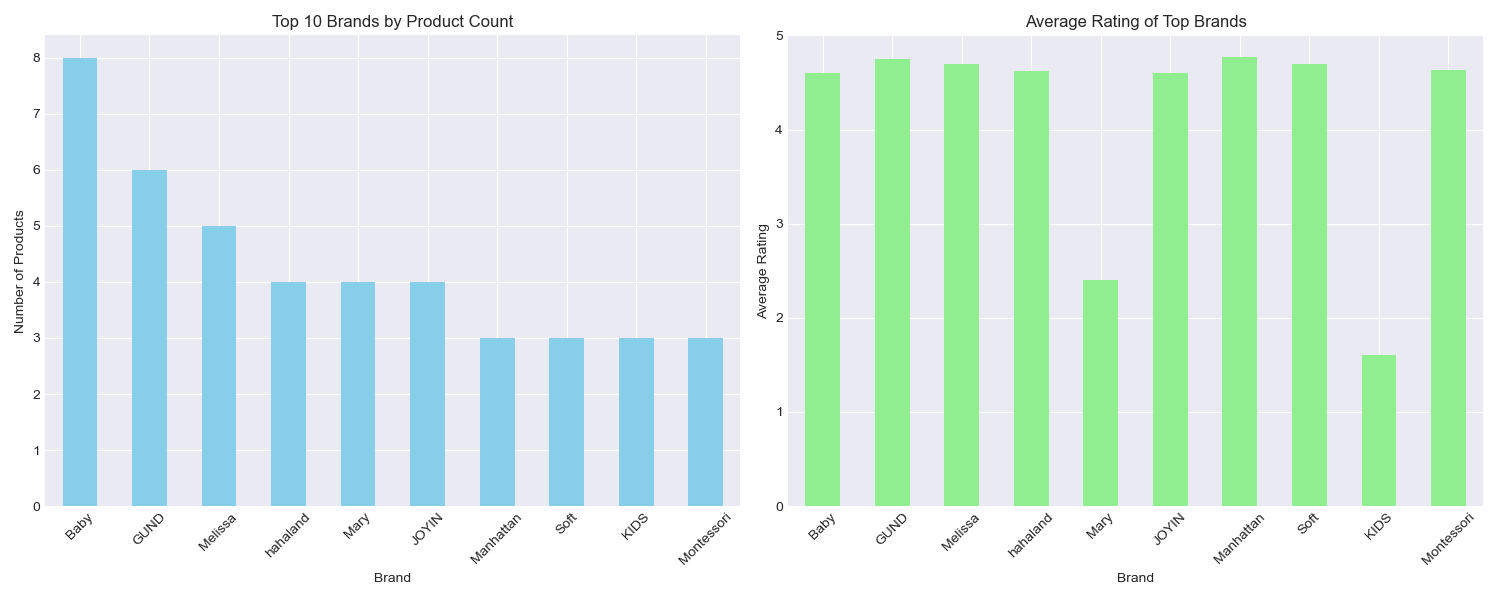 Top 10 Brands by Product Count
Number of Products
8
7
6
5
4
3
2
1
0
Baby
GUND
Melissa
hahaland
Mary
JOYIN
Manhattan
Soft
KIDS
Montessori
Brand
Average Rating of Top Brands
Average Rating
5
4
3
2
1
0
Baby
GUND
Melissa
hahaland
Mary
JOYIN
Manhattan
Soft
KIDS
Montessori
Brand